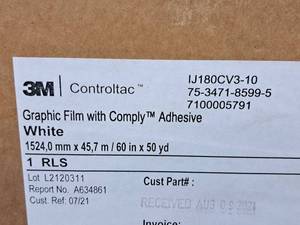 3M Controltac™ IJ180CV3-10
75-3471-8599-5
7100005791
Graphic Film with Comply™ Adhesive
White
1524,0 mm x 45,7 m / 60 in x 50 yd
1 RLS
Lot L2120311
Cust Part#:
Report No. A634861
Cust. Ref: 07/21
RECEIVED AUG 09 2021
Invoice: